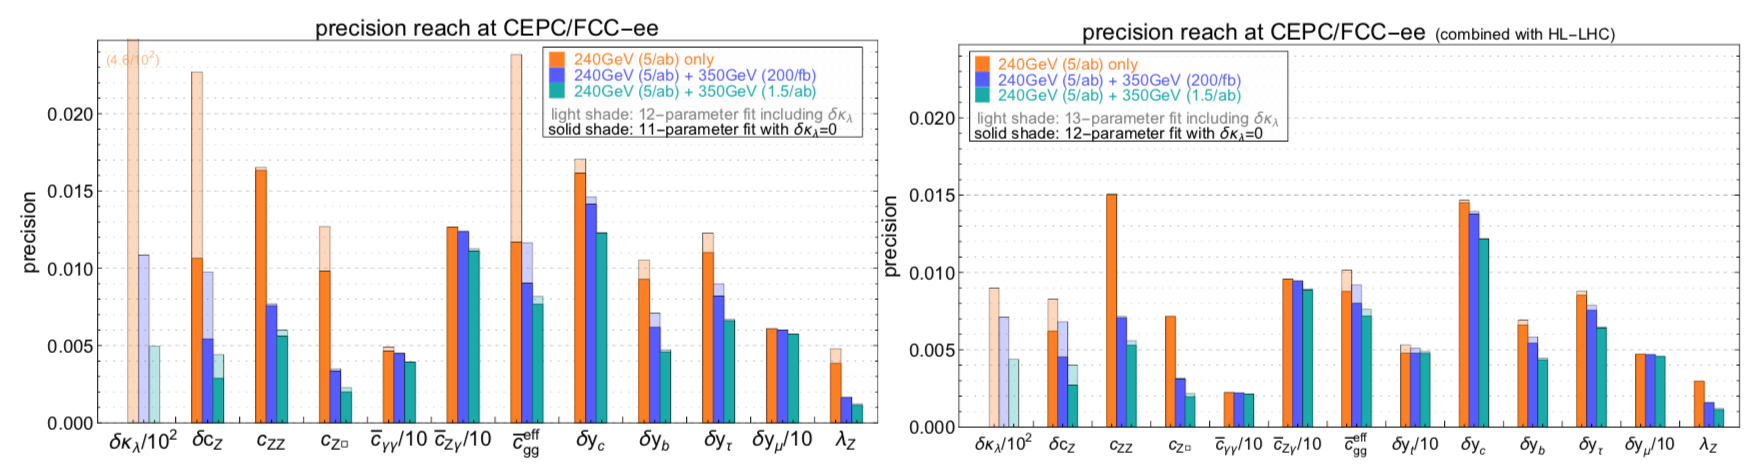 precision reach at CEPC/FCC−ee
(4.6/10²)
240GeV (5/ab) only
240GeV (5/ab) + 350GeV (200/fb)
240GeV (5/ab) + 350GeV (1.5/ab)
light shade: 12−parameter fit including δκλ
solid shade: 11−parameter fit with δκλ=0
precision
0.020
0.015
0.010
0.005
0.000
δκλ/10² δcZ cZZ cZ□ c̄γγ/10 c̄Zγ/10 c̄gg^eff δyc δyb δyτ δyμ/10 λZ
precision reach at CEPC/FCC−ee (combined with HL−LHC)
240GeV (5/ab) only
240GeV (5/ab) + 350GeV (200/fb)
240GeV (5/ab) + 350GeV (1.5/ab)
light shade: 13−parameter fit including δκλ
solid shade: 12−parameter fit with δκλ=0
precision
0.020
0.015
0.010
0.005
0.000
δκλ/10² δcZ cZZ cZ□ c̄γγ/10 c̄Zγ/10 c̄gg^eff δyt/10 δyc δyb δyτ δyμ/10 λZ